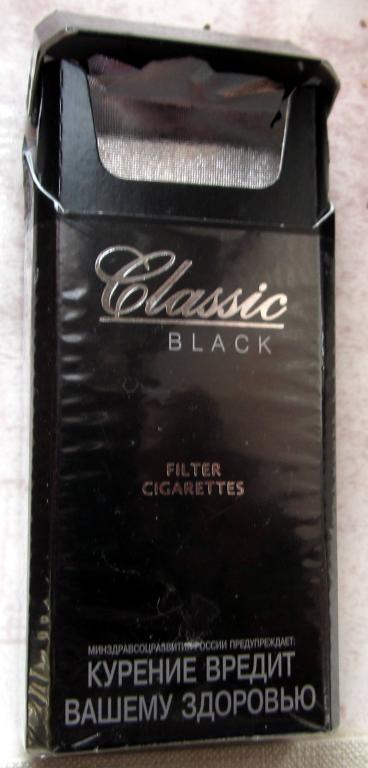 Classic
BLACK
FILTER
CIGARETTES
МИНЗДРАВСОЦРАЗВИТИЯ РОССИИ ПРЕДУПРЕЖДАЕТ:
КУРЕНИЕ ВРЕДИТ
ВАШЕМУ ЗДОРОВЬЮ